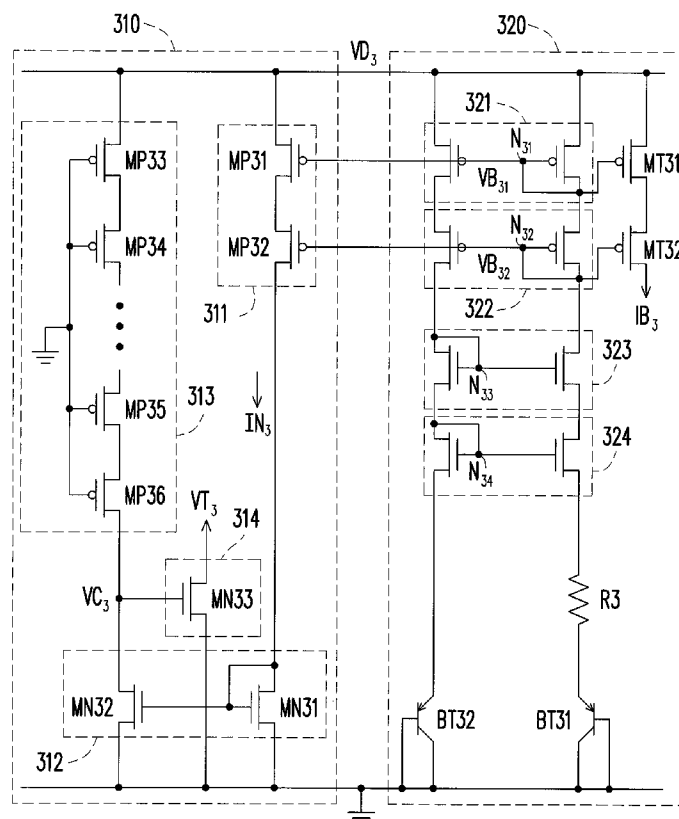 310
320
VD3
321
MP33
MP31
N31
VB31
MT31
MP34
MP32
N32
VB32
MT32
311
322
IB3
323
N33
MP35
313
IN3
324
N34
MP36
VT3
314
VC3
MN33
R3
MN32
MN31
BT32
BT31
312